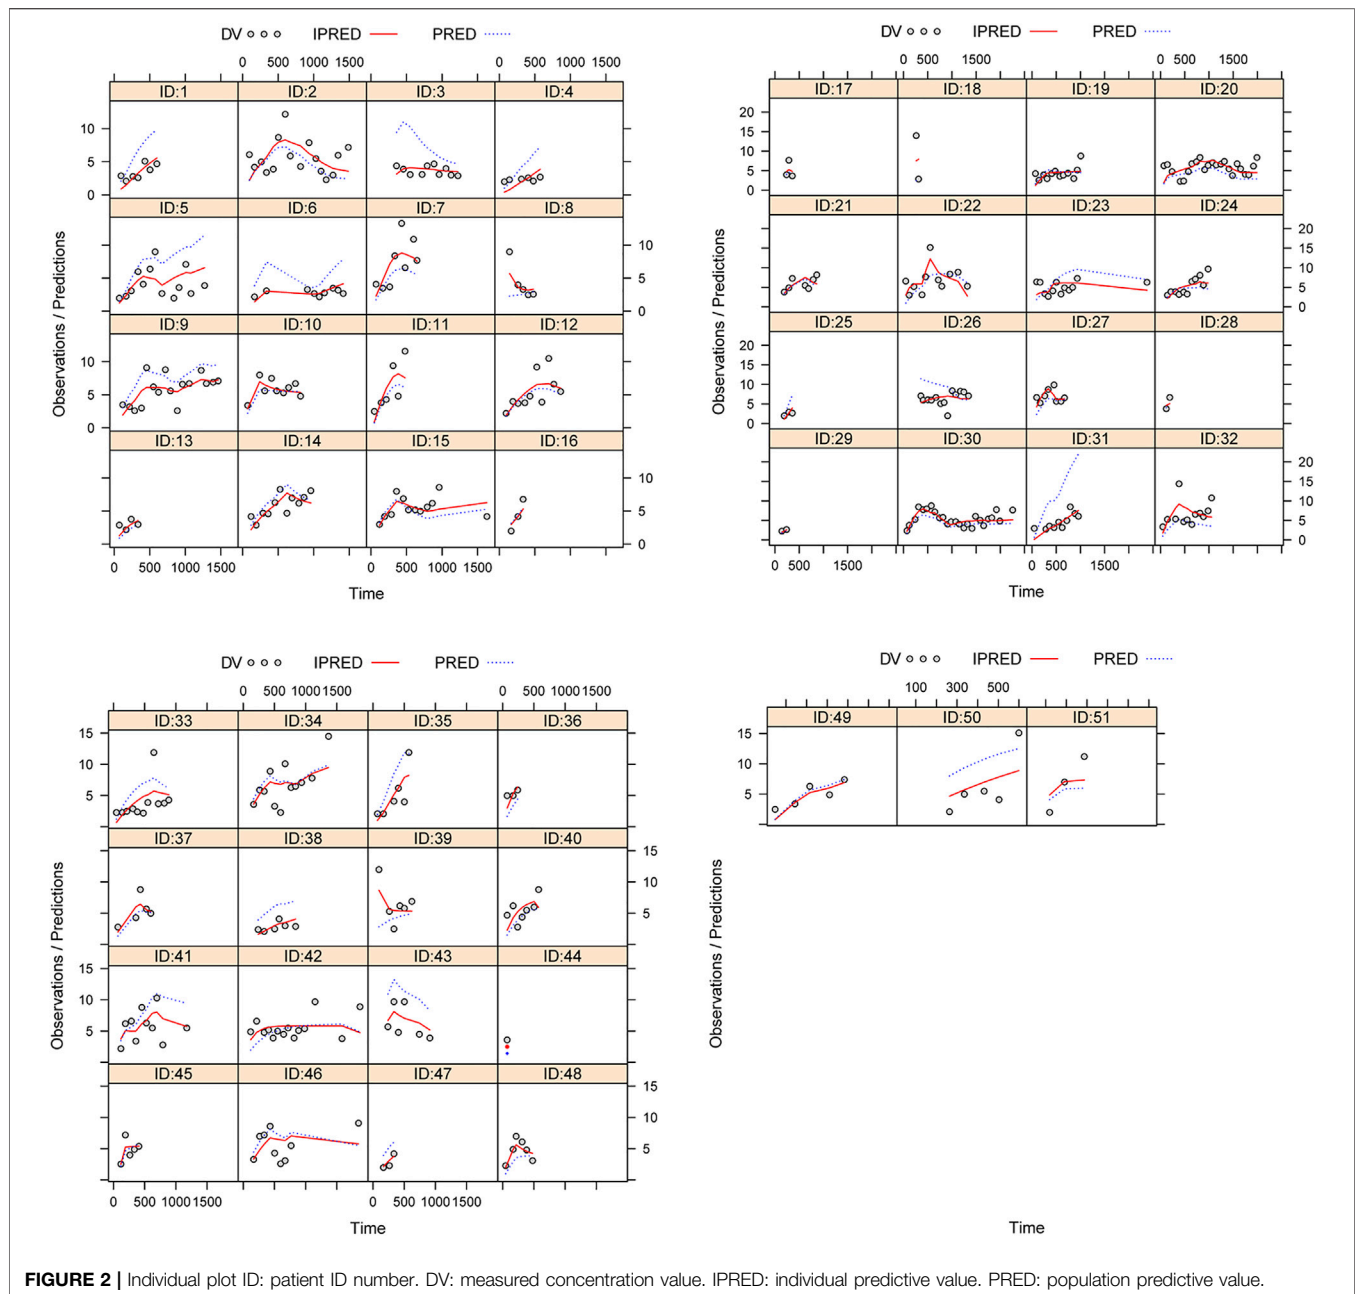 DV IPRED PRED
0 500 1000 1500 0 500 1000 1500
ID:1 ID:2 ID:3 ID:4
10
5
0
ID:5 ID:6 ID:7 ID:8
10
5
0
ID:9 ID:10 ID:11 ID:12
10
5
0
ID:13 ID:14 ID:15 ID:16
10
5
0
0 500 1000 1500 0 500 1000 1500
Observations / Predictions
Time
DV IPRED PRED
0 500 1500 0 500 1500
ID:17 ID:18 ID:19 ID:20
20
15
10
5
0
ID:21 ID:22 ID:23 ID:24
20
15
10
5
0
ID:25 ID:26 ID:27 ID:28
20
15
10
5
0
ID:29 ID:30 ID:31 ID:32
20
15
10
5
0
0 500 1500 0 500 1500
Observations / Predictions
Time
DV IPRED PRED
0 500 1000 1500 0 500 1000 1500
ID:33 ID:34 ID:35 ID:36
15
10
5
ID:37 ID:38 ID:39 ID:40
15
10
5
ID:41 ID:42 ID:43 ID:44
15
10
5
ID:45 ID:46 ID:47 ID:48
15
10
5
0 500 1000 1500 0 500 1000 1500
Observations / Predictions
Time
DV IPRED PRED
100 300 500
ID:49 ID:50 ID:51
15
10
5
0
Observations / Predictions
Time
FIGURE 2 | Individual plot ID: patient ID number. DV: measured concentration value. IPRED: individual predictive value. PRED: population predictive value.